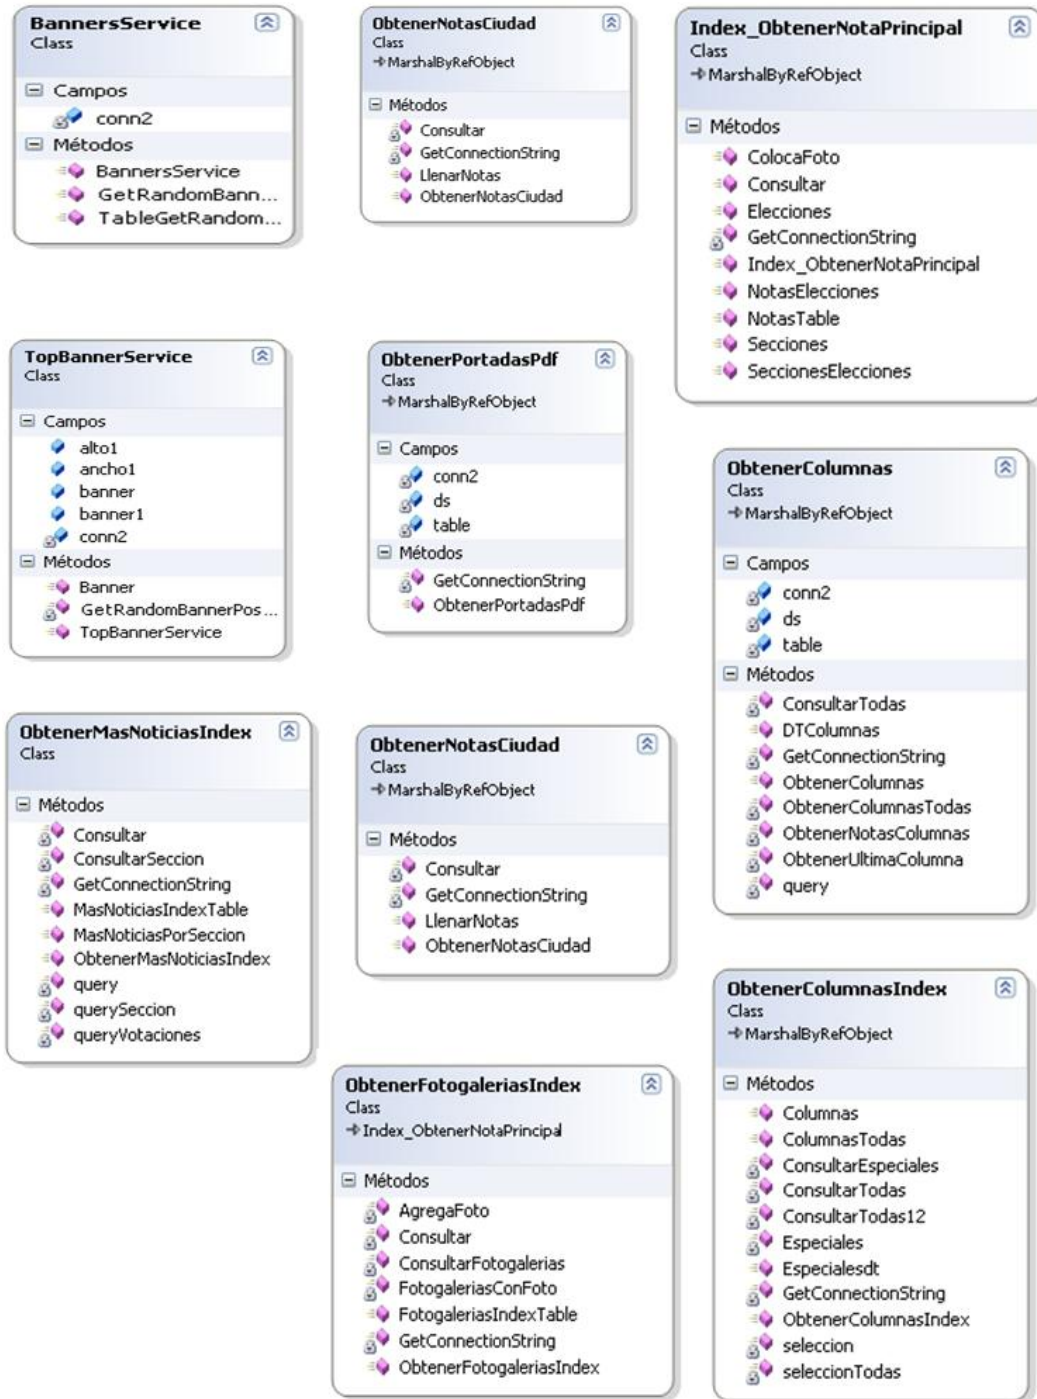 BannersService
Class
Campos
conn2
Métodos
BannersService
GetRandomBann...
TableGetRandom...
ObtenerNotasCiudad
Class
MarshalByRefObject
Métodos
Consultar
GetConnectionString
LlenarNotas
ObtenerNotasCiudad
Index_ObtenerNotaPrincipal
Class
MarshalByRefObject
Métodos
ColocaFoto
Consultar
Elecciones
GetConnectionString
Index_ObtenerNotaPrincipal
NotasElecciones
NotasTable
Secciones
SeccionesElecciones
TopBannerService
Class
Campos
alto1
ancho1
banner
banner1
conn2
Métodos
Banner
GetRandomBannerPos...
TopBannerService
ObtenerPortadasPdf
Class
MarshalByRefObject
Campos
conn2
ds
table
Métodos
GetConnectionString
ObtenerPortadasPdf
ObtenerColumnas
Class
MarshalByRefObject
Campos
conn2
ds
table
Métodos
ConsultarTodas
DTColumnas
GetConnectionString
ObtenerColumnas
ObtenerColumnasTodas
ObtenerNotasColumnas
ObtenerUltimaColumna
query
ObtenerMasNoticiasIndex
Class
Métodos
Consultar
ConsultarSeccion
GetConnectionString
MasNoticiasIndexTable
MasNoticiasPorSeccion
ObtenerMasNoticiasIndex
query
querySeccion
queryVotaciones
ObtenerNotasCiudad
Class
MarshalByRefObject
Métodos
Consultar
GetConnectionString
LlenarNotas
ObtenerNotasCiudad
ObtenerColumnasIndex
Class
MarshalByRefObject
Métodos
Columnas
ColumnasTodas
ConsultarEspeciales
ConsultarTodas
ConsultarTodas12
Especiales
Especialesdt
GetConnectionString
ObtenerColumnasIndex
seleccion
seleccionTodas
ObtenerFotogaleriasIndex
Class
Index_ObtenerNotaPrincipal
Métodos
AgregaFoto
Consultar
ConsultarFotogalerias
FotogaleriasConFoto
FotogaleriasIndexTable
GetConnectionString
ObtenerFotogaleriasIndex